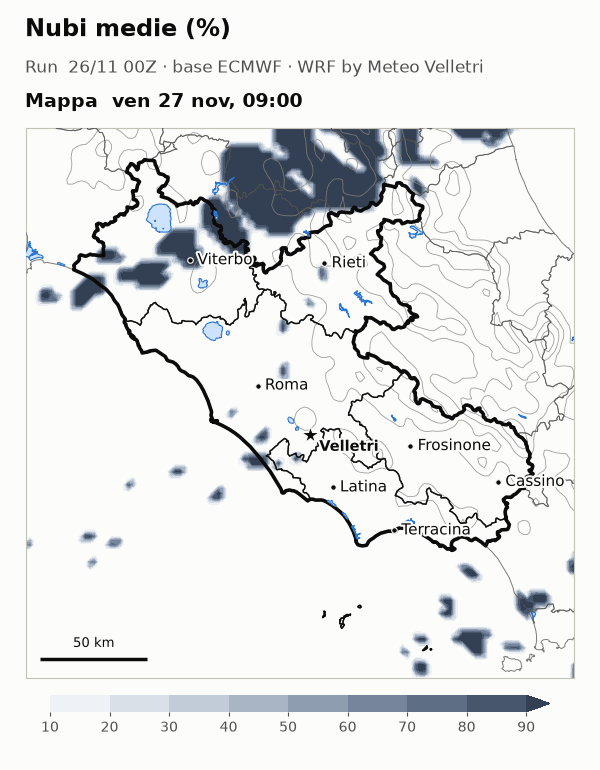 Nubi medie (%)
Run  26/11 00Z · base ECMWF · WRF by Meteo Velletri
Mappa  ven 27 nov, 09:00
Viterbo
Rieti
Roma
Velletri
Frosinone
Cassino
Latina
Terracina
50 km
10 20 30 40 50 60 70 80 90